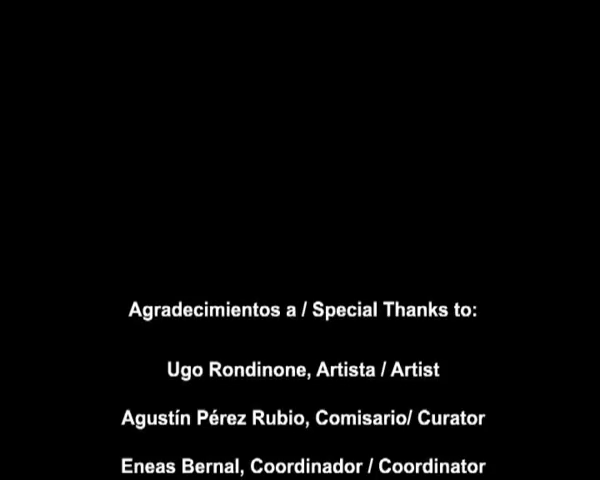 Agradecimientos a / Special Thanks to:
Ugo Rondinone, Artista / Artist
Agustín Pérez Rubio, Comisario/ Curator
Eneas Bernal, Coordinador / Coordinator